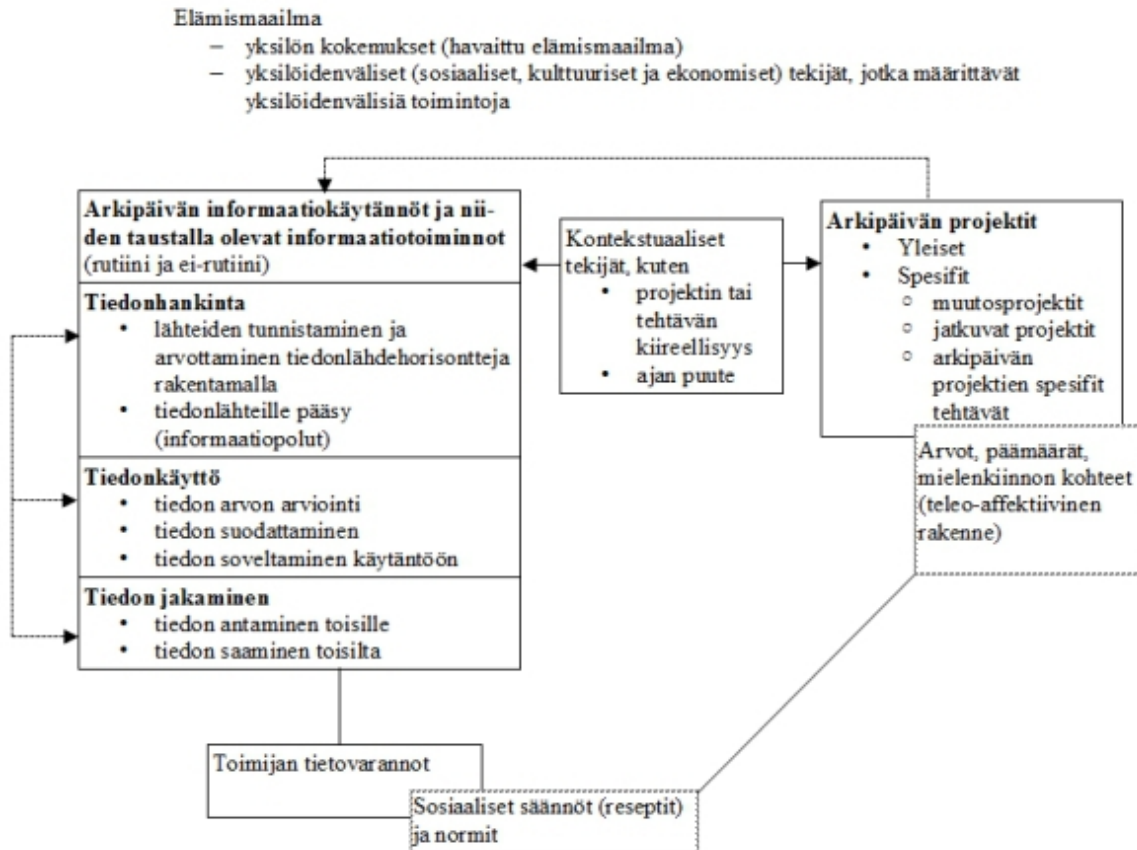 Elämismaailma
– yksilön kokemukset (havaittu elämismaailma)
– yksilöidenväliset (sosiaaliset, kulttuuriset ja ekonomiset) tekijät, jotka määrittävät
yksilöidenvälisiä toimintoja
Arkipäivän informaatiokäytännöt ja nii-
den taustalla olevat informaatiotoiminnot
(rutiini ja ei-rutiini)
Tiedonhankinta
• lähteiden tunnistaminen ja
arvottaminen tiedonlähdehorisontteja
rakentamalla
• tiedonlähteille pääsy
(informaatiopolut)
Tiedonkäyttö
• tiedon arvon arviointi
• tiedon suodattaminen
• tiedon soveltaminen käytäntöön
Tiedon jakaminen
• tiedon antaminen toisille
• tiedon saaminen toisilta
Kontekstuaaliset
tekijät, kuten
• projektin tai
tehtävän
kiireellisyys
• ajan puute
Arkipäivän projektit
• Yleiset
• Spesifit
○ muutosprojektit
○ jatkuvat projektit
○ arkipäivän
projektien spesifit
tehtävät
Arvot, päämäärät,
mielenkiinnon kohteet
(teleo-affektiivinen
rakenne)
Toimijan tietovarannot
Sosiaaliset säännöt (reseptit)
ja normit